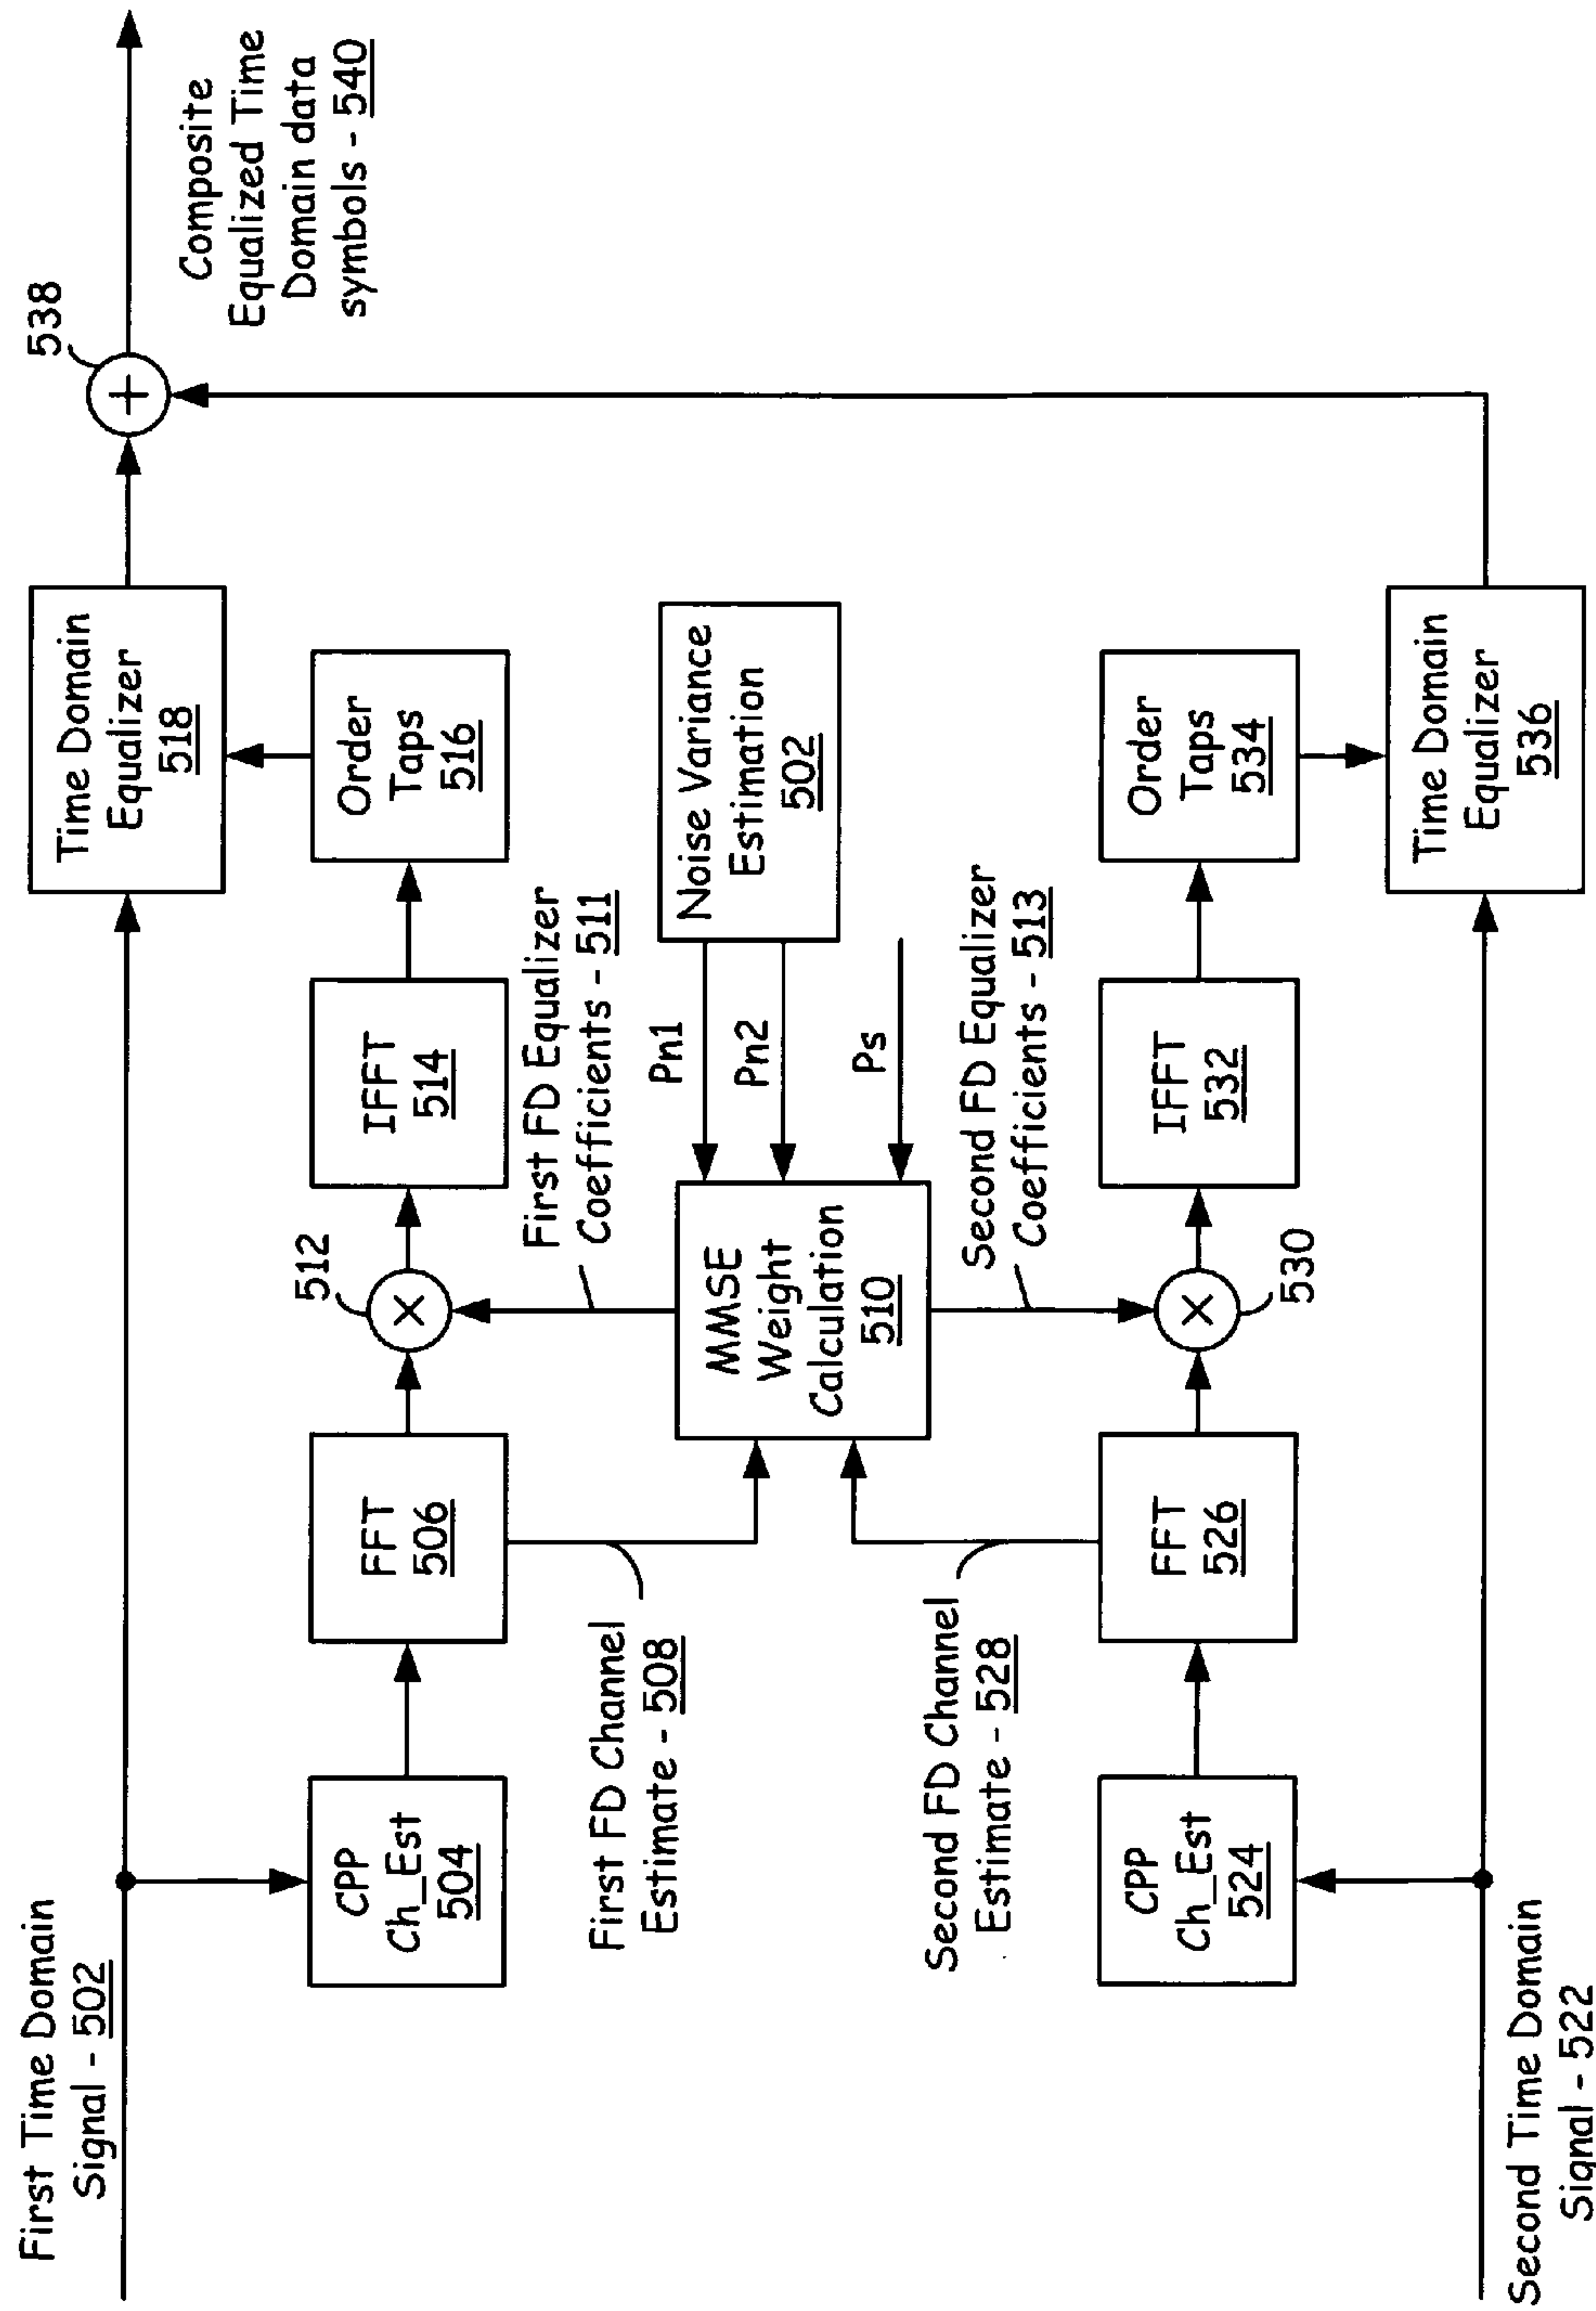 First Time Domain
Signal - 502
CPP
Ch_Est
504
FFT
506
First FD Channel
Estimate - 508
512
×
IFFT
514
First FD Equalizer
Coefficients - 511
Order
Taps
516
Time Domain
Equalizer
518
538
+
Composite
Equalized Time
Domain data
symbols - 540
MMSE
Weight
Calculation
510
Pn1
Pn2
Ps
Noise Variance
Estimation
502
Second FD Channel
Estimate - 528
Second FD Equalizer
Coefficients - 513
CPP
Ch_Est
524
FFT
526
×
530
IFFT
532
Order
Taps
534
Time Domain
Equalizer
536
Second Time Domain
Signal - 522